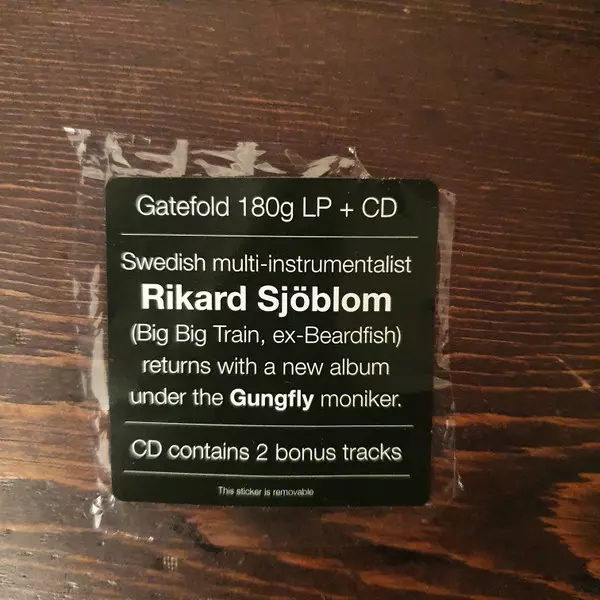 Gatefold 180g LP + CD
Swedish multi-instrumentalist
Rikard Sjöblom
(Big Big Train, ex-Beardfish)
returns with a new album
under the Gungfly moniker.
CD contains 2 bonus tracks
This sticker is removable